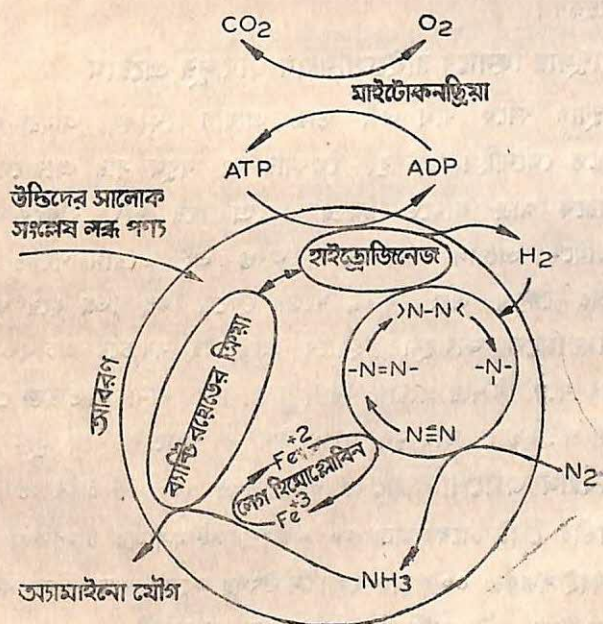 CO2 O2
মাইটোকনড্রিয়া
ATP ADP
উদ্ভিদের সালোক
সংশ্লেষ লব্ধ পণ্য
হাইড্রোজিনেজ
H2
>N-N<
-N=N- -N-
N≡N
আবরণ
ব্যাক্টিরয়েডের ক্রিয়া
Fe+2
লেগ হিমোগ্লোবিন
Fe+3
N2
NH3
অ্যামাইনো যৌগ